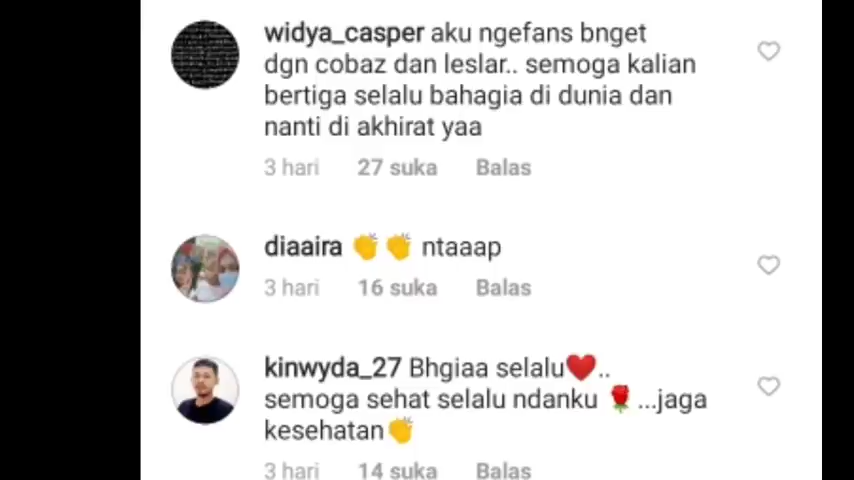 widya_casper aku ngefans bnget
dgn cobaz dan leslar.. semoga kalian
bertiga selalu bahagia di dunia dan
nanti di akhirat yaa
3 hari 27 suka Balas
diaaira 👏 👏 ntaaap
3 hari 16 suka Balas
kinwyda_27 Bhgiaa selalu❤️..
semoga sehat selalu ndanku 🌹...jaga
kesehatan👏
3 hari 14 suka Balas